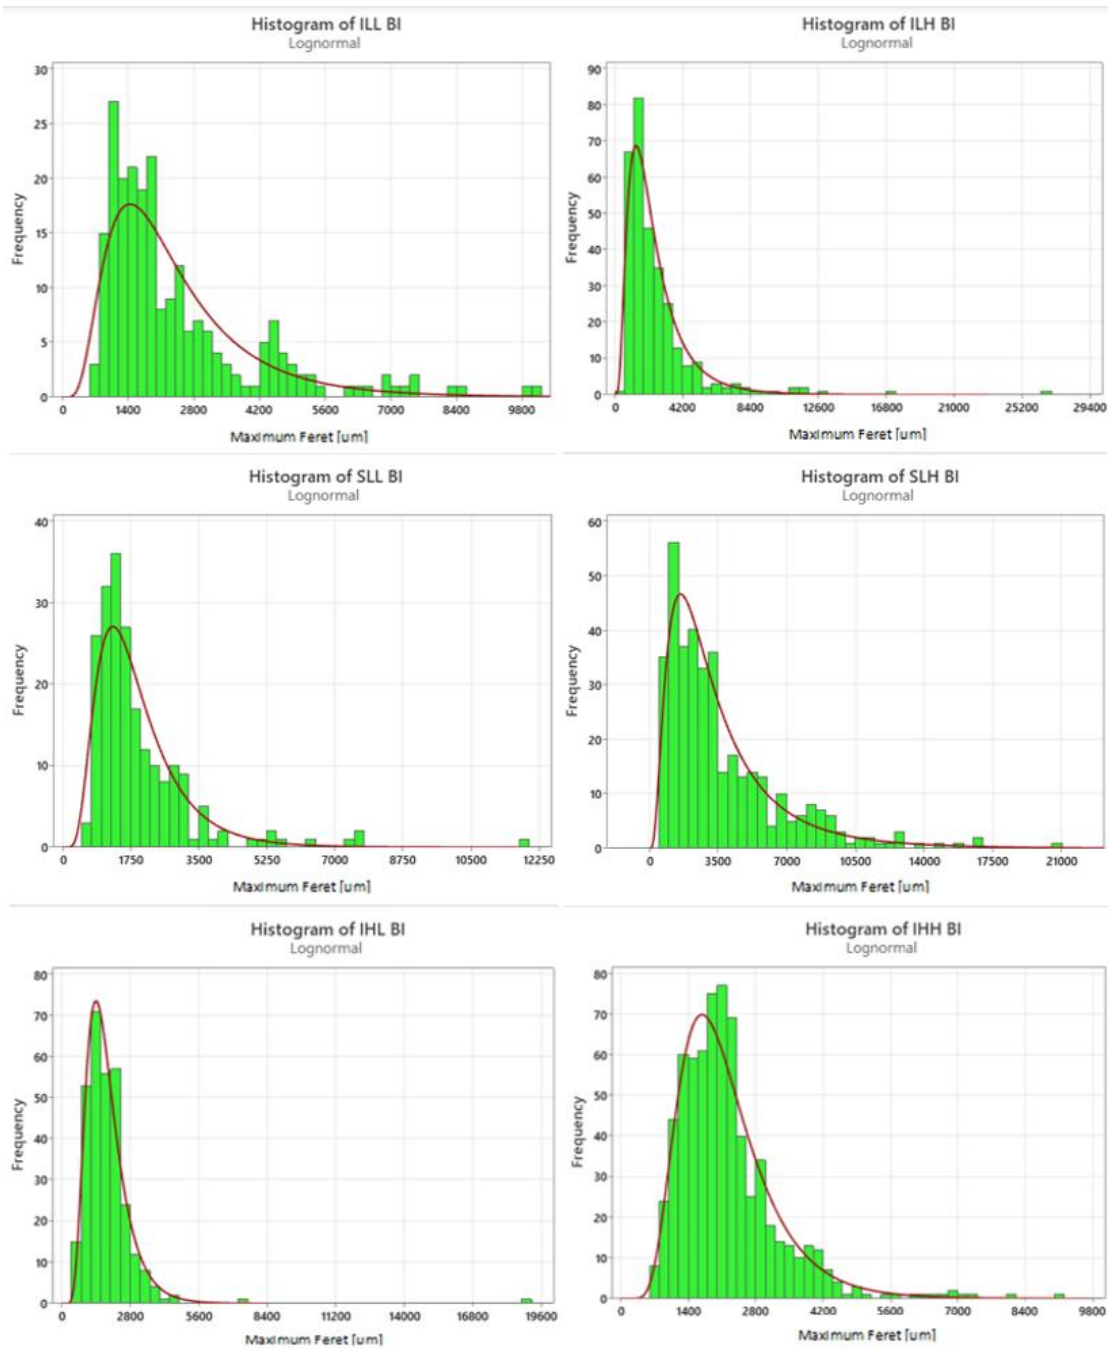 Histogram of ILL BI
Lognormal
30
25
20
15
10
5
0
Frequency
0 1400 2800 4200 5600 7000 8400 9800
Maximum Feret [um]
Histogram of ILH BI
Lognormal
90
80
70
60
50
40
30
20
10
0
Frequency
0 4200 8400 12600 16800 21000 25200 29400
Maximum Feret [um]
Histogram of SLL BI
Lognormal
40
30
20
10
0
Frequency
0 1750 3500 5250 7000 8750 10500 12250
Maximum Feret [um]
Histogram of SLH BI
Lognormal
60
50
40
30
20
10
0
Frequency
0 3500 7000 10500 14000 17500 21000
Maximum Feret [um]
Histogram of IHL BI
Lognormal
80
70
60
50
40
30
20
10
0
Frequency
0 2800 5600 8400 11200 14000 16800 19600
Maximum Feret [um]
Histogram of IHH BI
Lognormal
80
70
60
50
40
30
20
10
0
Frequency
0 1400 2800 4200 5600 7000 8400 9800
Maximum Feret [um]